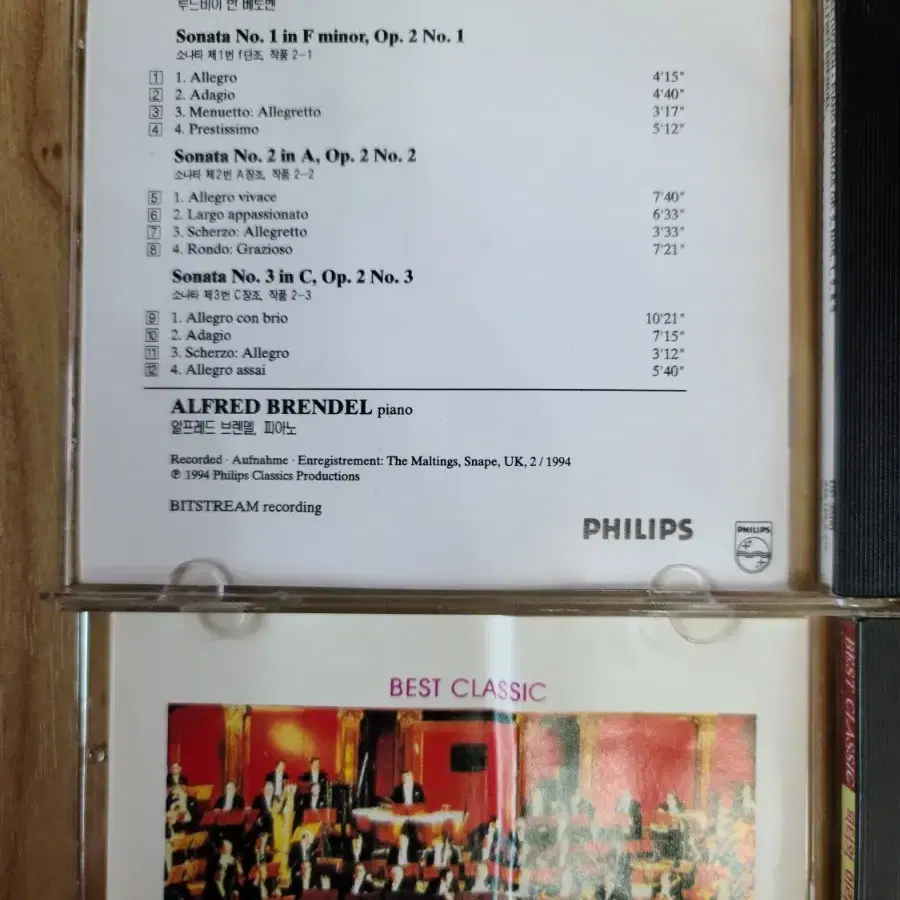 루드비히 반 베토벤
Sonata No. 1 in F minor, Op. 2 No. 1
소나타 제1번 f단조, 작품 2-1
1 1. Allegro 4'15"
2 2. Adagio 4'40"
3 3. Menuetto: Allegretto 3'17"
4 4. Prestissimo 5'12"
Sonata No. 2 in A, Op. 2 No. 2
소나타 제2번 A장조, 작품 2-2
5 1. Allegro vivace 7'40"
6 2. Largo appassionato 6'33"
7 3. Scherzo: Allegretto 3'33"
8 4. Rondo: Grazioso 7'21"
Sonata No. 3 in C, Op. 2 No. 3
소나타 제3번 C장조, 작품 2-3
9 1. Allegro con brio 10'21"
10 2. Adagio 7'15"
11 3. Scherzo: Allegro 3'12"
12 4. Allegro assai 5'40"
ALFRED BRENDEL piano
알프레드 브렌델, 피아노
Recorded · Aufnahme · Enregistrement: The Maltings, Snape, UK, 2 / 1994
℗ 1994 Philips Classics Productions
BITSTREAM recording
PHILIPS
PHILIPS
BEST CLASSIC
BEST CLASSIC